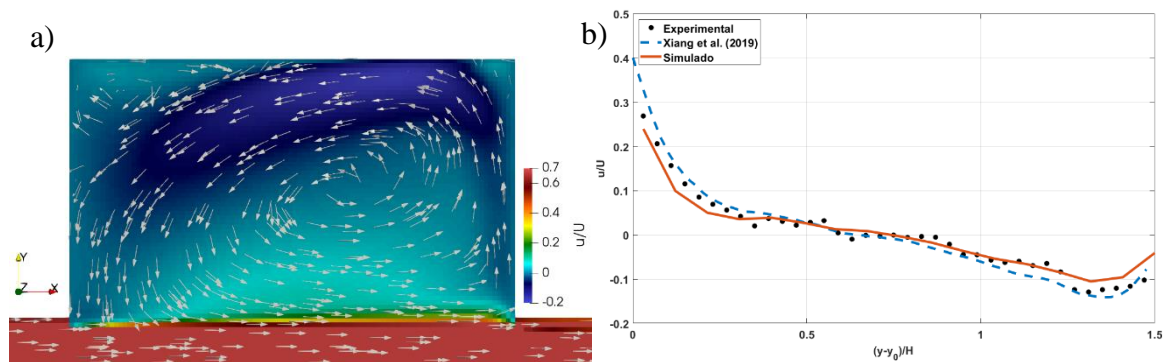 a)
Y
Z
X
0.7
0.6
0.4
0.2
0
-0.2
u/U
b)
0.5
0.4
0.3
0.2
0.1
0
-0.1
-0.2
u/U
Experimental
Xiang et al. (2019)
Simulado
0
0.5
1
1.5
(y-y₀)/H